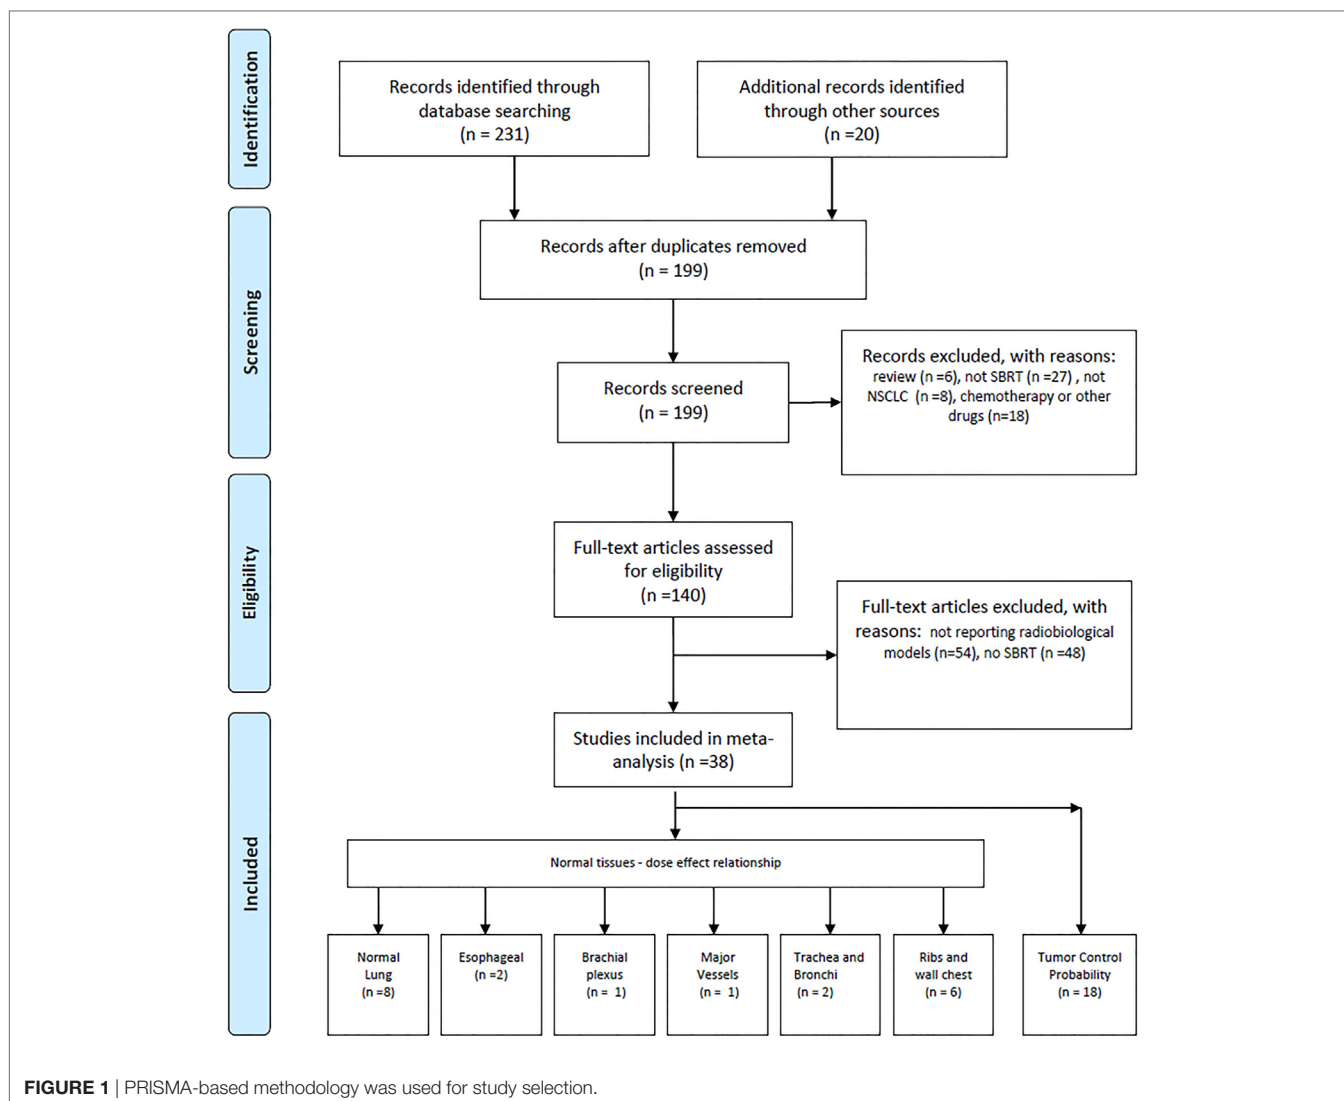 Identification
Records identified through
database searching
(n = 231)
Additional records identified
through other sources
(n =20)
Screening
Records after duplicates removed
(n = 199)
Records screened
(n = 199)
Records excluded, with reasons:
review (n =6), not SBRT (n =27) , not
NSCLC (n =8), chemotherapy or other
drugs (n=18)
Eligibility
Full-text articles assessed
for eligibility
(n =140)
Full-text articles excluded, with
reasons: not reporting radiobiological
models (n=54), no SBRT (n =48)
Included
Studies included in meta-
analysis (n =38)
Normal tissues - dose effect relationship
Normal
Lung
(n =8)
Esophageal
(n =2)
Brachial
plexus
(n = 1)
Major
Vessels
(n = 1)
Trachea and
Bronchi
(n = 2)
Ribs and
wall chest
(n = 6)
Tumor Control
Probability
(n = 18)
FIGURE 1 | PRISMA-based methodology was used for study selection.